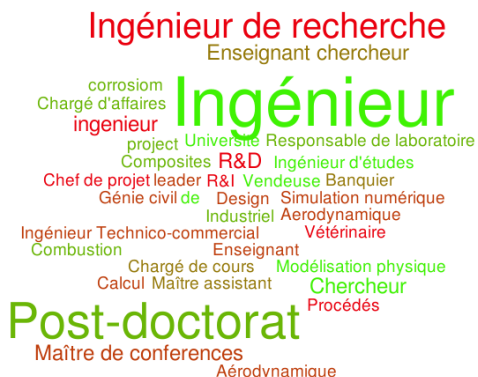 Ingénieur de recherche
Enseignant chercheur
corrosiom
Ingénieur
Chargé d'affaires
ingenieur
project Université Responsable de laboratoire
Composites R&D Ingénieur d'études
Chef de projet leader R&I Vendeuse Banquier
Génie civil de Design Simulation numérique
Industriel Aerodynamique
Ingénieur Technico-commercial Vétérinaire
Combustion Enseignant
Chargé de cours Modélisation physique
Calcul Maître assistant Chercheur
Post-doctorat Procédés
Maître de conferences
Aérodynamique